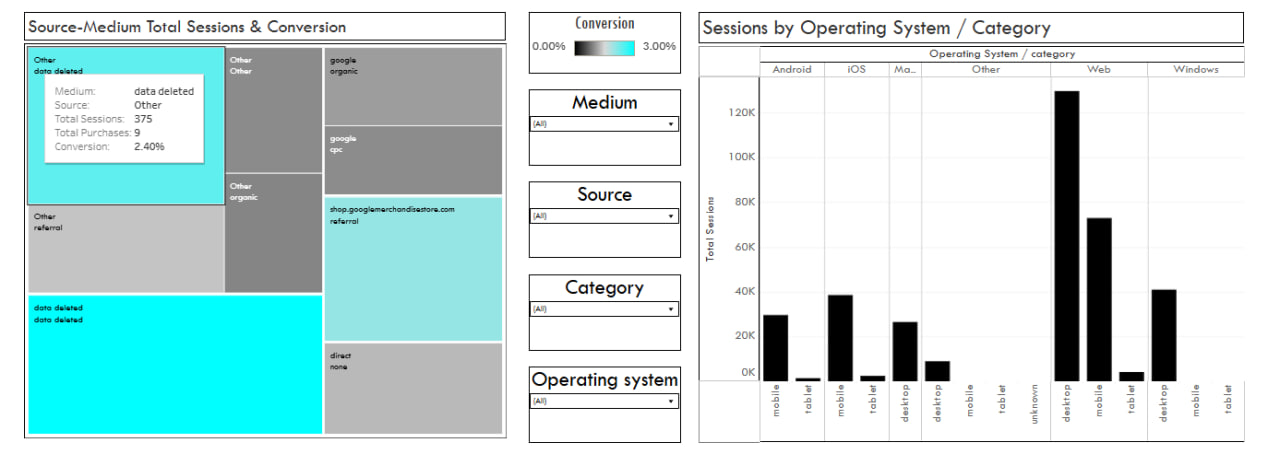 Source-Medium Total Sessions & Conversion
Other
data deleted
Medium: data deleted
Source: Other
Total Sessions: 375
Total Purchases: 9
Conversion: 2.40%
Other
Other
google
organic
google
cpc
Other
organic
Other
referral
shop.googlemerchandisestore.com
referral
data deleted
data deleted
direct
none
Conversion
0.00% 3.00%
Medium
(All)
Source
(All)
Category
(All)
Operating system
(All)
Sessions by Operating System / Category
Operating System / category
Android iOS Ma.. Other Web Windows
Total Sessions
120K
100K
80K
60K
40K
20K
0K
mobile tablet mobile tablet desktop desktop mobile tablet unknown desktop mobile tablet desktop mobile tablet